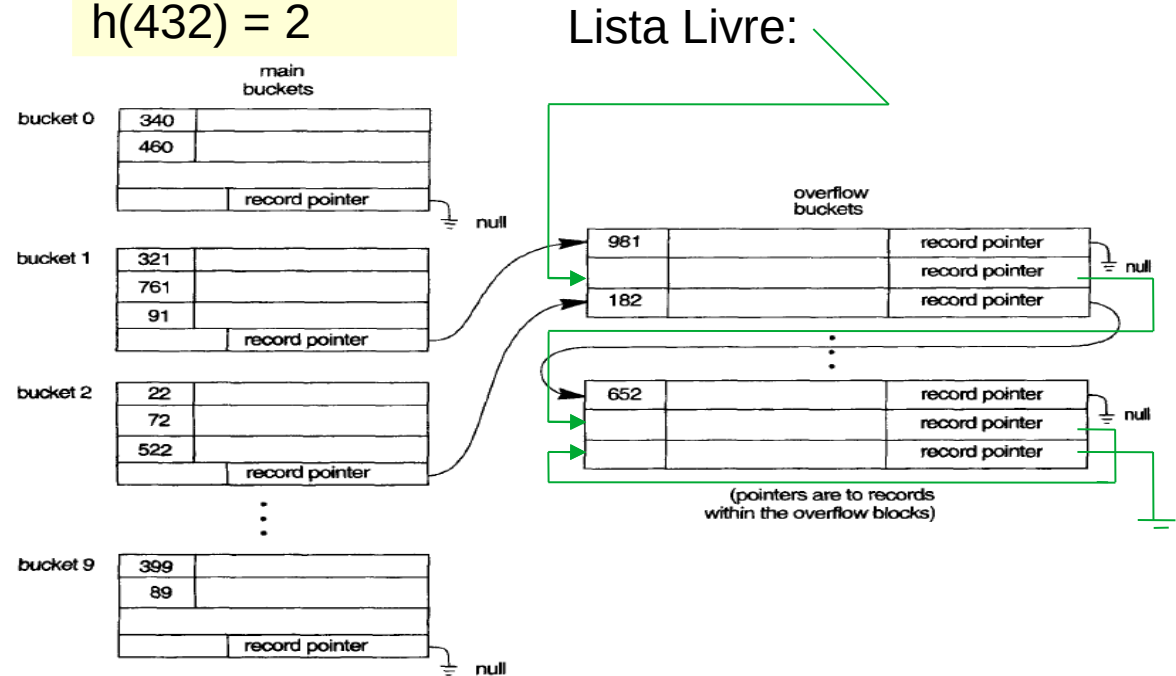 h(432) = 2
Lista Livre:
main
buckets
bucket 0
340
460
record pointer
null
bucket 1
321
761
91
record pointer
bucket 2
22
72
522
record pointer
bucket 9
399
89
record pointer
null
overflow
buckets
981
record pointer
null
record pointer
182
record pointer
652
record pointer
null
record pointer
record pointer
(pointers are to records
within the overflow blocks)